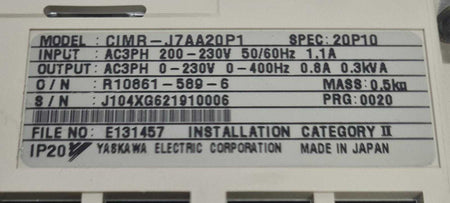 MODEL : CIMR-J7AA20P1 SPEC: 20P10
INPUT : AC3PH 200-230V 50/60Hz 1.1A
OUTPUT: AC3PH 0-230V 0-400Hz 0.8A 0.3kVA
O / N : R10861-589-6 MASS: 0.5kg
S / N : J104XG621910006 PRG: 0020
FILE NO : E131457 INSTALLATION CATEGORY II
IP20 YASKAWA ELECTRIC CORPORATION MADE IN JAPAN